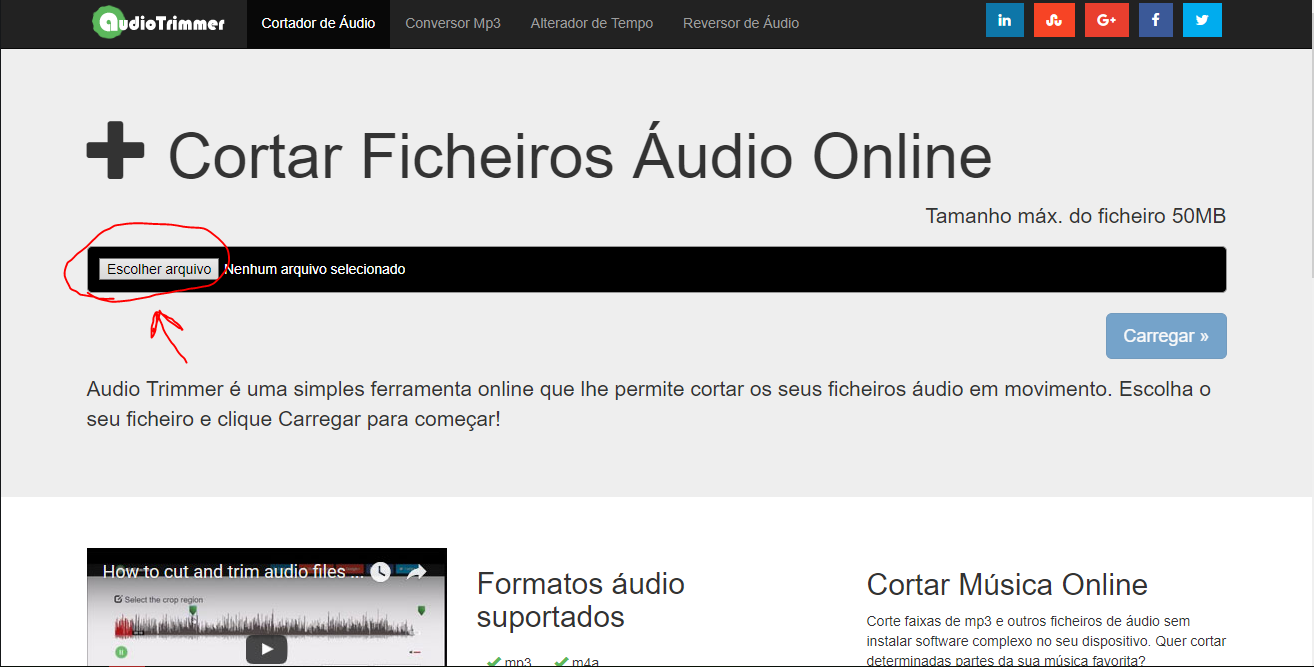 audioTrimmer
Cortador de Áudio
Conversor Mp3
Alterador de Tempo
Reversor de Áudio
in
G+
f
Cortar Ficheiros Áudio Online
Tamanho máx. do ficheiro 50MB
Escolher arquivo
Nenhum arquivo selecionado
Carregar »
Audio Trimmer é uma simples ferramenta online que lhe permite cortar os seus ficheiros áudio em movimento. Escolha o
seu ficheiro e clique Carregar para começar!
How to cut and trim audio files ...
Select the crop region
Formatos áudio
suportados
mp3
m4a
Cortar Música Online
Corte faixas de mp3 e outros ficheiros de áudio sem
instalar software complexo no seu dispositivo. Quer cortar
determinadas partes da sua música favorita?